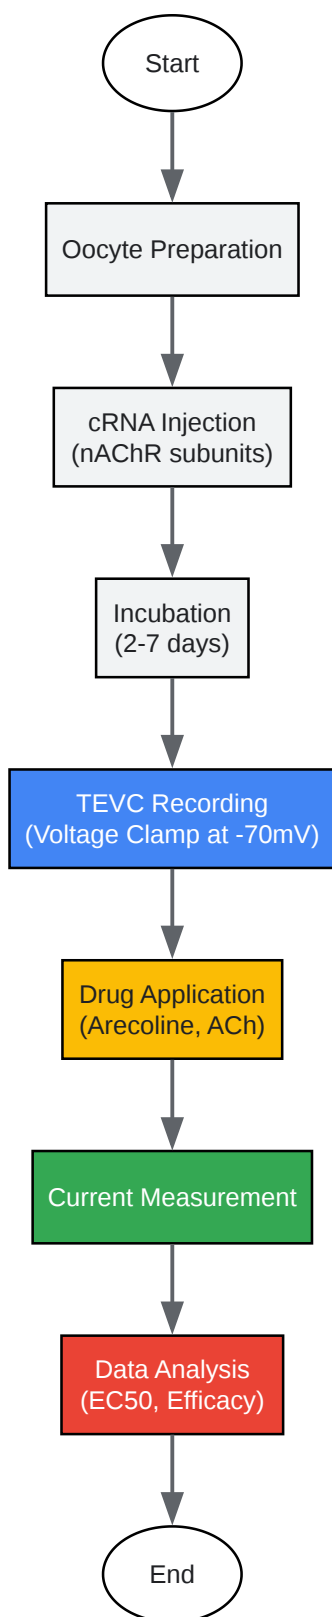 Start
Oocyte Preparation
cRNA Injection
(nAChR subunits)
Incubation
(2-7 days)
TEVC Recording
(Voltage Clamp at -70mV)
Drug Application
(Arecoline, ACh)
Current Measurement
Data Analysis
(EC50, Efficacy)
End